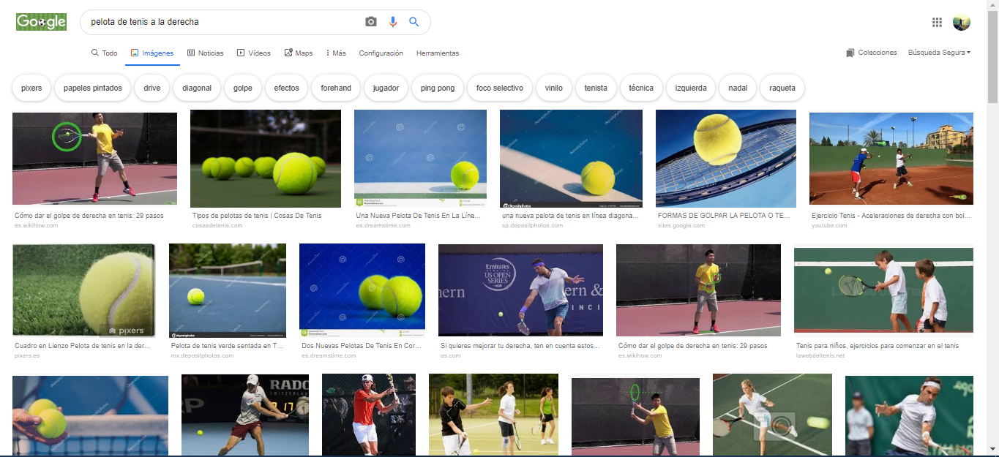 Google
pelota de tenis a la derecha
Todo
Imágenes
Noticias
Vídeos
Maps
Más
Configuración
Herramientas
Colecciones
Búsqueda Segura
pixers
papeles pintados
drive
diagonal
golpe
efectos
forehand
jugador
ping pong
foco selectivo
vinilo
tenista
técnica
izquierda
nadal
raqueta
Cómo dar el golpe de derecha en tenis: 29 pasos
es.wikihow.com
Tipos de pelotas de tenis | Cosas De Tenis
cosasdetenis.com
Una Nueva Pelota De Tenis En La Líne...
es.dreamstime.com
una nueva pelota de tenis en línea diagona...
sp.depositphotos.com
FORMAS DE GOLPAR LA PELOTA O TE...
sites.google.com
Ejercicio Tenis - Aceleraciones de derecha con bol...
youtube.com
pixers
Emirates
US OPEN
SERIES
ern
ern &
CINCI
Cuadro en Lienzo Pelota de tenis en la der...
pixers.es
Pelota de tenis verde sentada en T...
mx.depositphotos.com
Dos Nuevas Pelotas De Tenis En Cor...
es.dreamstime.com
Si quieres mejorar tu derecha, ten en cuenta estos...
as.com
Cómo dar el golpe de derecha en tenis: 29 pasos
es.wikihow.com
Tenis para niños, ejercicios para comenzar en el tenis
lawebdeltenis.net
RADO
SWITZERLAND